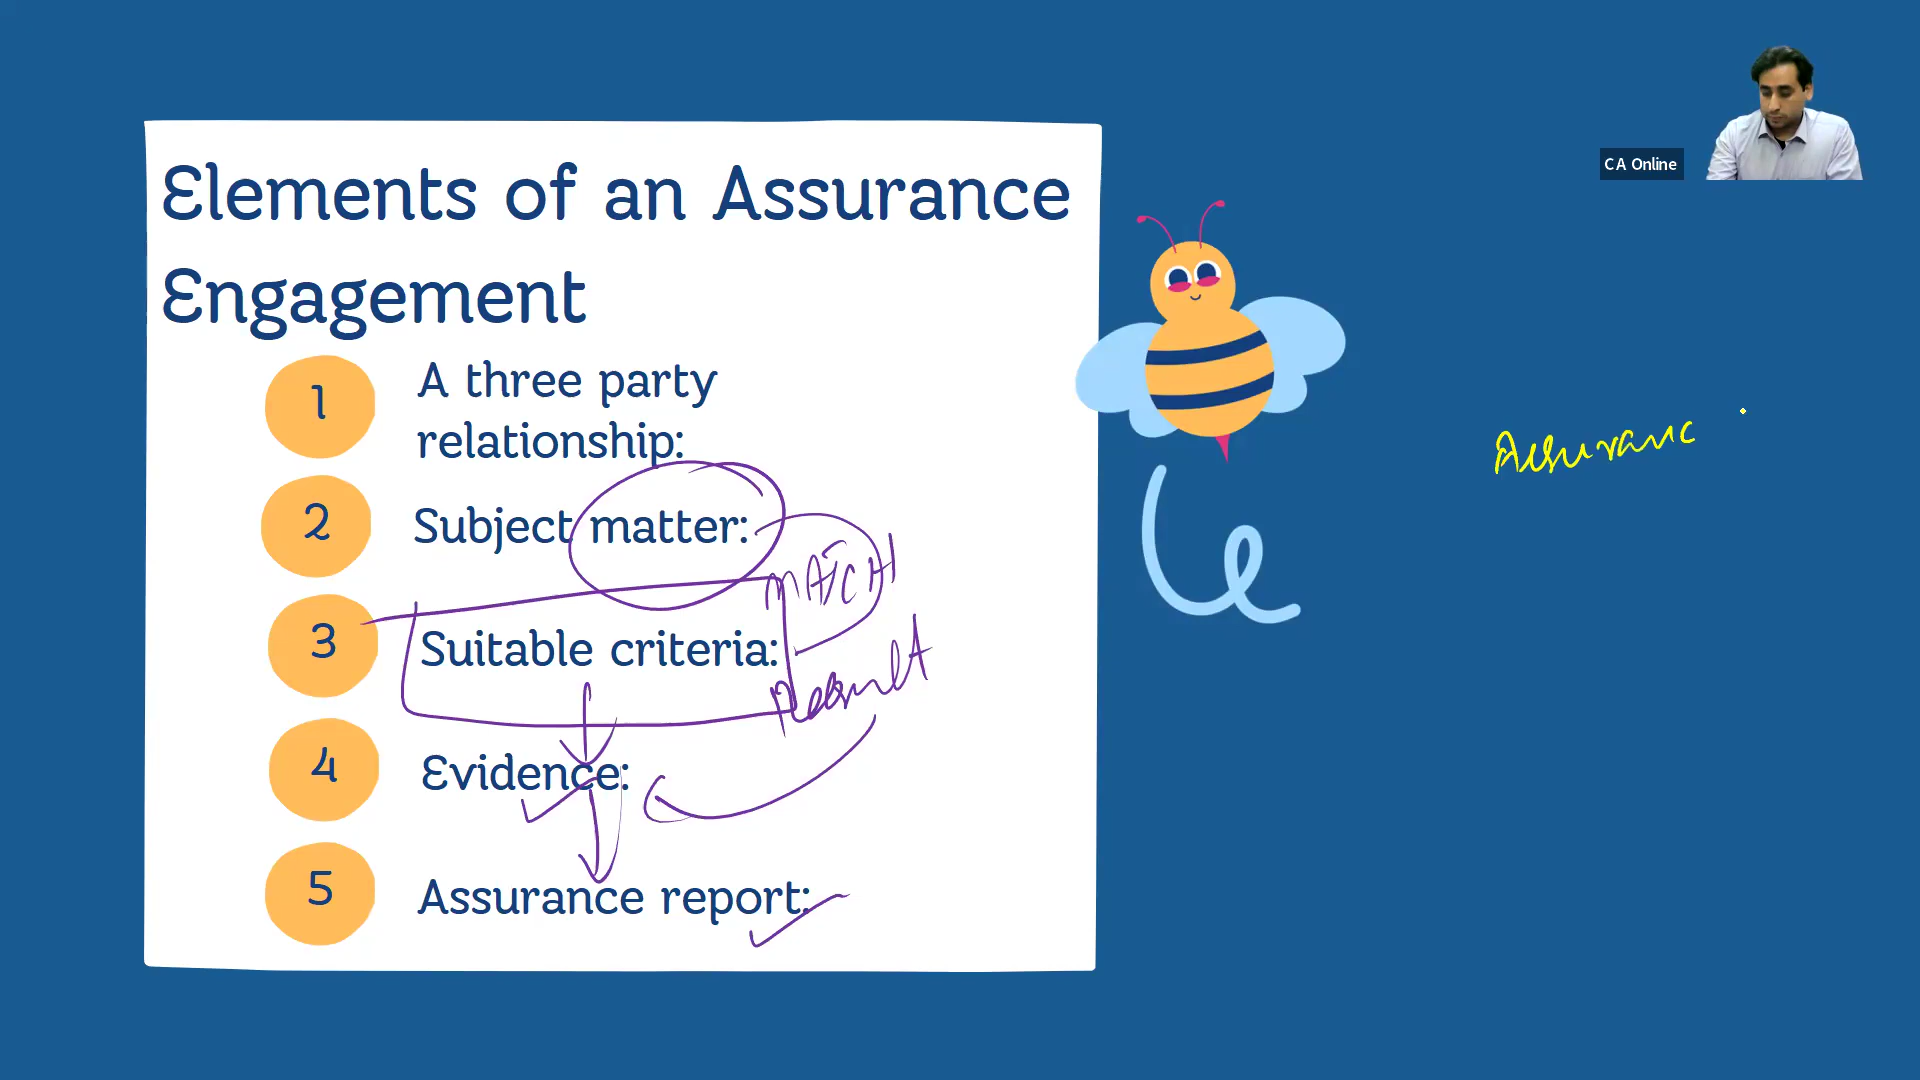 Elements of an Assurance
Engagement
1 A three party
relationship:
2 Subject matter:
MATCH
3 Suitable criteria:
Result
4 Evidence:
5 Assurance report:
CA Online
Assuranc